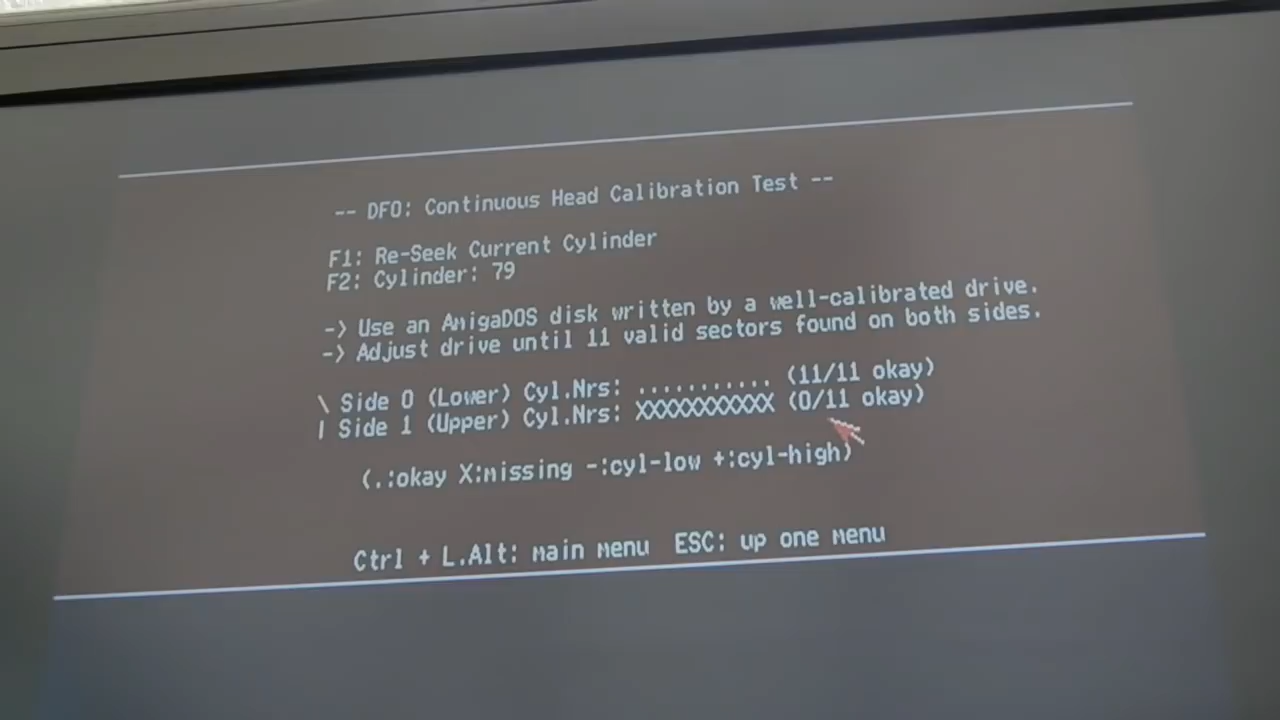 -- DF0: Continuous Head Calibration Test --
F1: Re-Seek Current Cylinder
F2: Cylinder: 79
-> Use an AmigaDOS disk written by a well-calibrated drive.
-> Adjust drive until 11 valid sectors found on both sides.
\ Side 0 (Lower) Cyl.Nrs: ........... (11/11 okay)
| Side 1 (Upper) Cyl.Nrs: XXXXXXXXXXX (0/11 okay)
(.:okay X:missing -:cyl-low +:cyl-high)
Ctrl + L.Alt: main menu ESC: up one menu